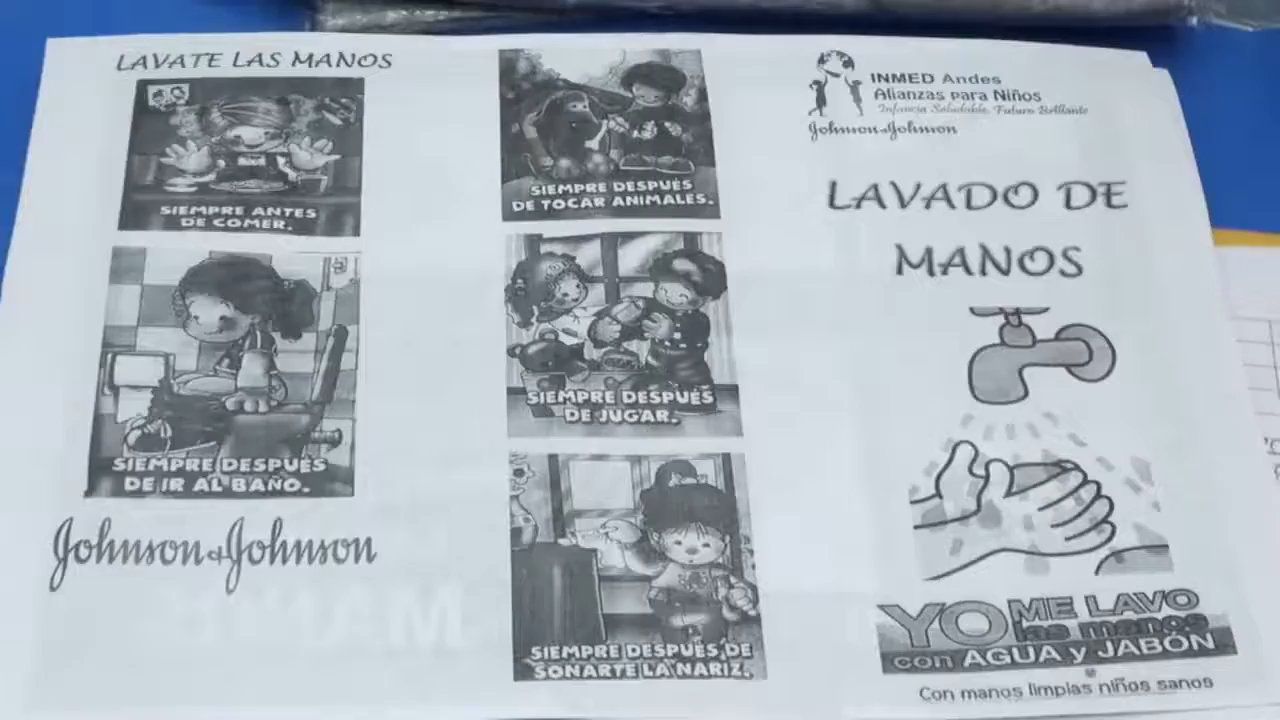 LAVATE LAS MANOS
SIEMPRE ANTES
DE COMER.
SIEMPRE DESPUÉS
DE IR AL BAÑO.
Johnson & Johnson
SIEMPRE DESPUÉS
DE TOCAR ANIMALES.
SIEMPRE DESPUÉS
DE JUGAR.
SIEMPRE DESPUÉS DE
SONARTE LA NARIZ.
INMED Andes
Alianzas para Niños
Infancia Saludable, Futuro Brillante
Johnson & Johnson
LAVADO DE
MANOS
YO ME LAVO
las manos
con AGUA y JABÓN
Con manos limpias niños sanos